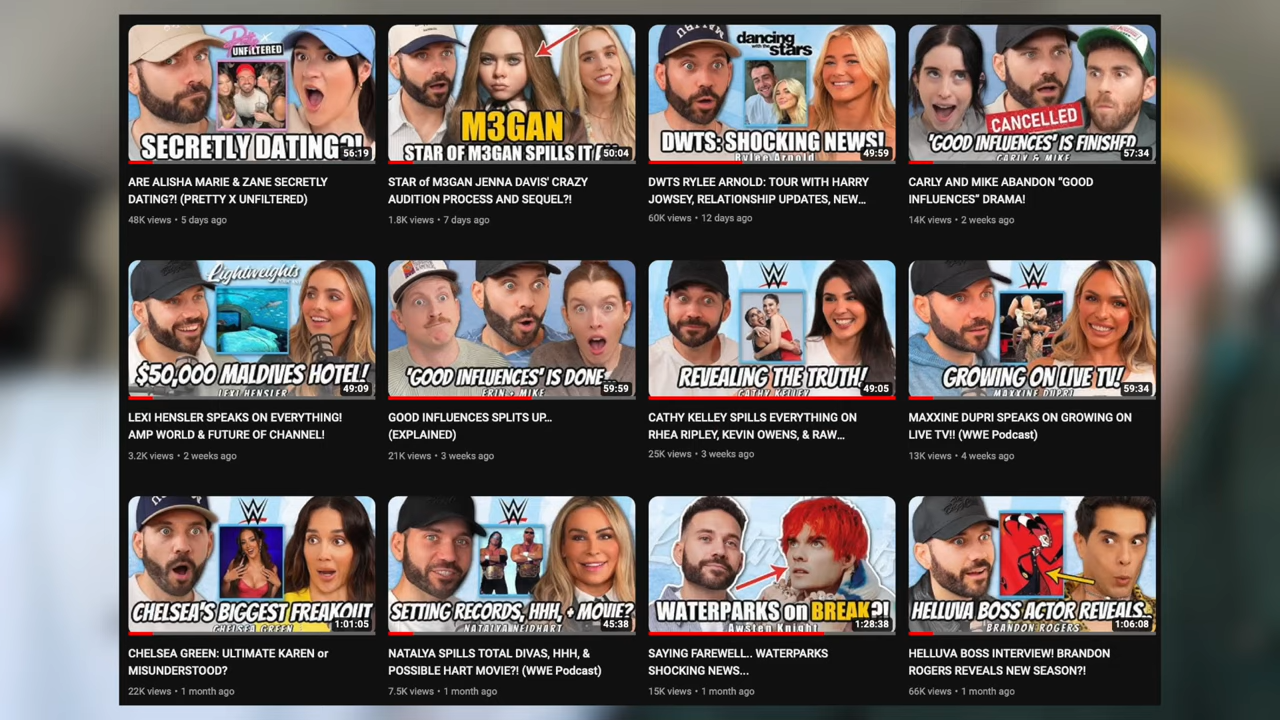 Pretty
UNFILTERED
SECRETLY DATING?!
56:19
ARE ALISHA MARIE & ZANE SECRETLY
DATING?! (PRETTY X UNFILTERED)
48K views • 5 days ago
M3GAN
STAR OF M3GAN SPILLS IT
50:04
STAR of M3GAN JENNA DAVIS' CRAZY
AUDITION PROCESS AND SEQUEL?!
1.8K views • 7 days ago
dancing
with the
stars
DWTS: SHOCKING NEWS!
Rylee Arnold
49:59
DWTS RYLEE ARNOLD: TOUR WITH HARRY
JOWSEY, RELATIONSHIP UPDATES, NEW...
60K views • 12 days ago
CANCELLED
'GOOD INFLUENCES' IS FINISHED
CARLY & MIKE
57:34
CARLY AND MIKE ABANDON "GOOD
INFLUENCES" DRAMA!
14K views • 2 weeks ago
Lightweights
$50,000 MALDIVES HOTEL!
LEXI HENSLER
49:09
LEXI HENSLER SPEAKS ON EVERYTHING!
AMP WORLD & FUTURE OF CHANNEL!
3.2K views • 2 weeks ago
'GOOD INFLUENCES' IS DONE
ERIN + MIKE
59:59
GOOD INFLUENCES SPLITS UP...
(EXPLAINED)
21K views • 3 weeks ago
W
REVEALING THE TRUTH!
CATHY KELLEY
49:05
CATHY KELLEY SPILLS EVERYTHING ON
RHEA RIPLEY, KEVIN OWENS, & RAW...
25K views • 3 weeks ago
W
GROWING ON LIVE TV!
MAXXINE DUPRI
59:34
MAXXINE DUPRI SPEAKS ON GROWING ON
LIVE TV!! (WWE Podcast)
13K views • 4 weeks ago
W
CHELSEA'S BIGGEST FREAKOUT
CHELSEA GREEN
1:01:05
CHELSEA GREEN: ULTIMATE KAREN or
MISUNDERSTOOD?
22K views • 1 month ago
W
SETTING RECORDS, HHH, + MOVIE?
NATALYA NEIDHART
45:38
NATALYA SPILLS TOTAL DIVAS, HHH, &
POSSIBLE HART MOVIE?! (WWE Podcast)
7.5K views • 1 month ago
WATERPARKS on BREAK?!
Awsten Knight
1:28:38
SAYING FAREWELL.. WATERPARKS
SHOCKING NEWS...
15K views • 1 month ago
HELLUVA BOSS ACTOR REVEALS...
BRANDON ROGERS
1:06:08
HELLUVA BOSS INTERVIEW! BRANDON
ROGERS REVEALS NEW SEASON?!
66K views • 1 month ago